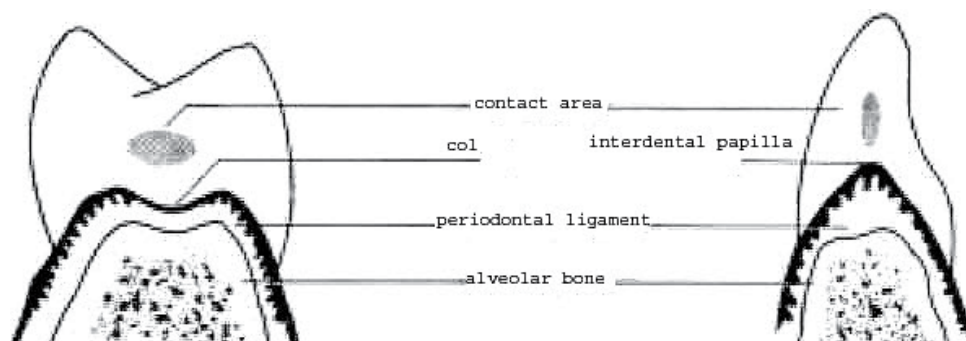 contact area
col
interdental papilla
periodontal ligament
alveolar bone